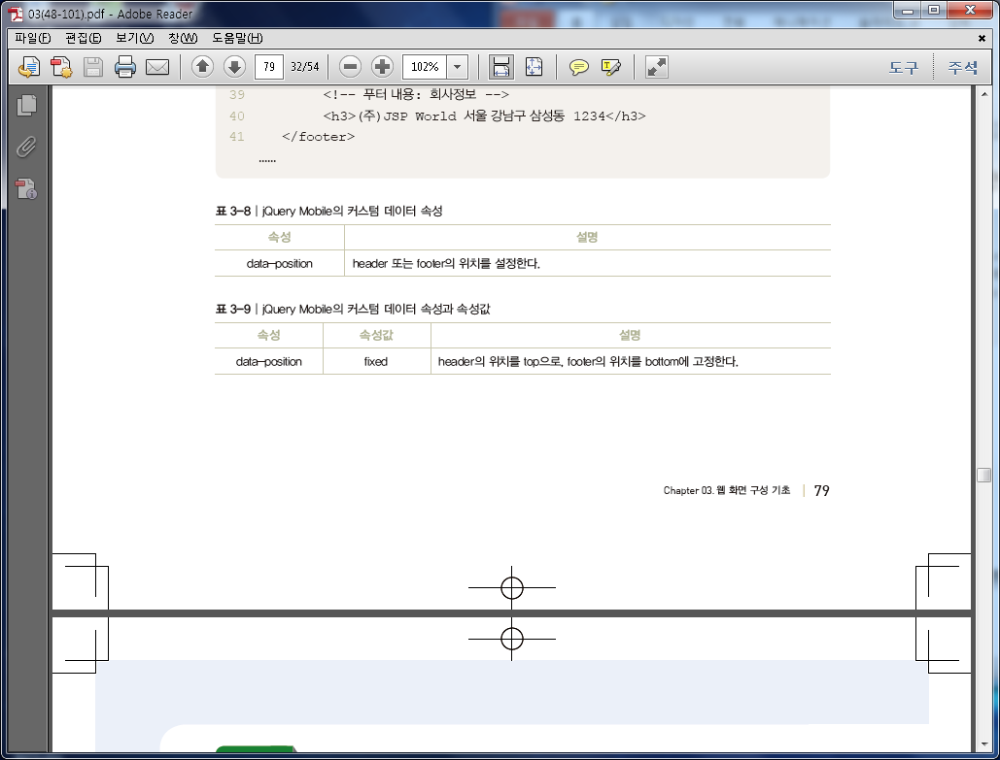 03(48-101).pdf - Adobe Reader
파일(F) 편집(E) 보기(V) 창(W) 도움말(H)
79 32/54 102% 도구 주석
39 <!-- 푸터 내용: 회사정보 -->
40 <h3>(주)JSP World 서울 강남구 삼성동 1234</h3>
41 </footer>
......
표 3-8 | jQuery Mobile의 커스텀 데이터 속성
속성 설명
data-position header 또는 footer의 위치를 설정한다.
표 3-9 | jQuery Mobile의 커스텀 데이터 속성과 속성값
속성 속성값 설명
data-position fixed header의 위치를 top으로, footer의 위치를 bottom에 고정한다.
Chapter 03. 웹 화면 구성 기초 | 79